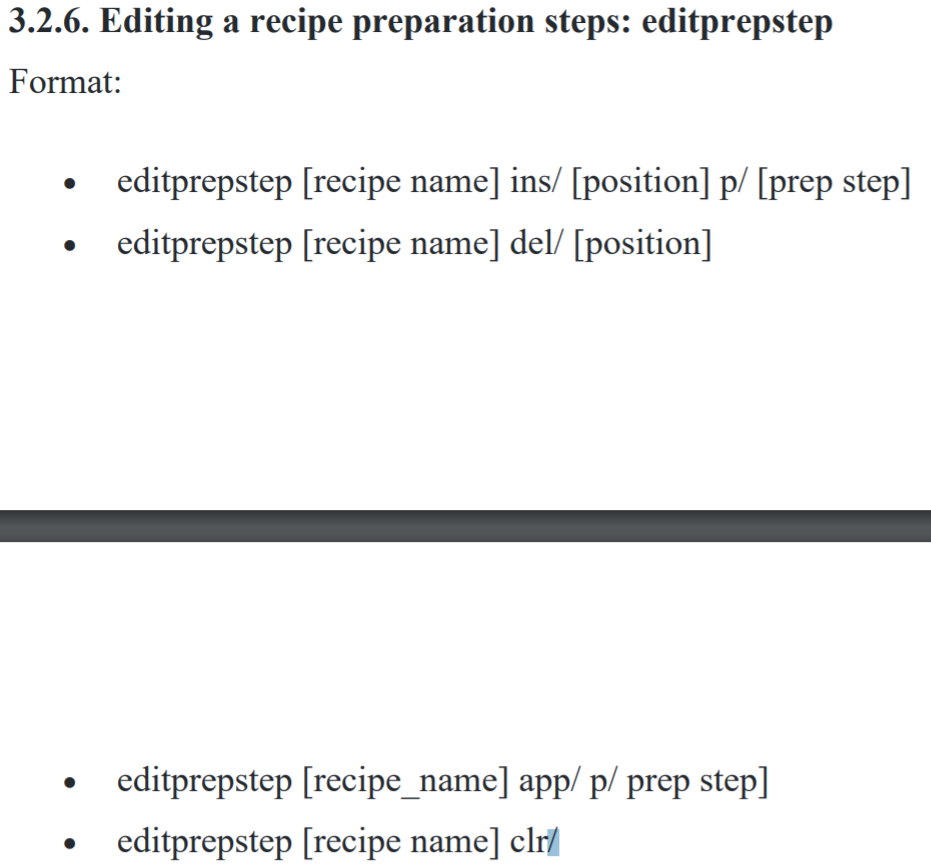 3.2.6. Editing a recipe preparation steps: editprepstep
Format:
• editprepstep [recipe name] ins/ [position] p/ [prep step]
• editprepstep [recipe name] del/ [position]
• editprepstep [recipe_name] app/ p/ prep step]
• editprepstep [recipe name] clr/